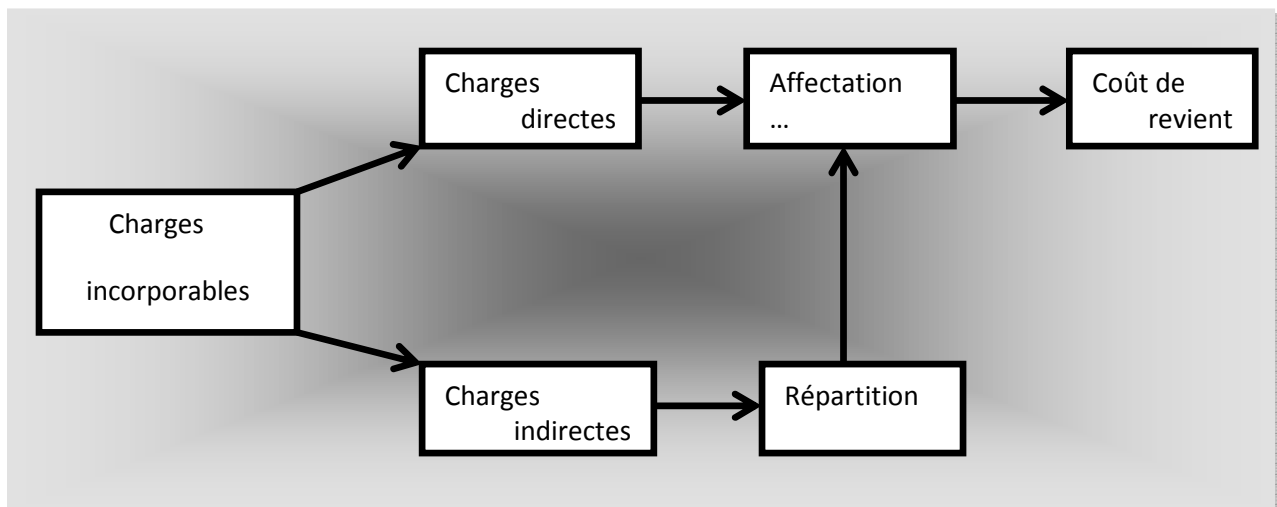 Charges
directes
Affectation
...
Coût de
revient
Charges
incorporables
Charges
indirectes
Répartition